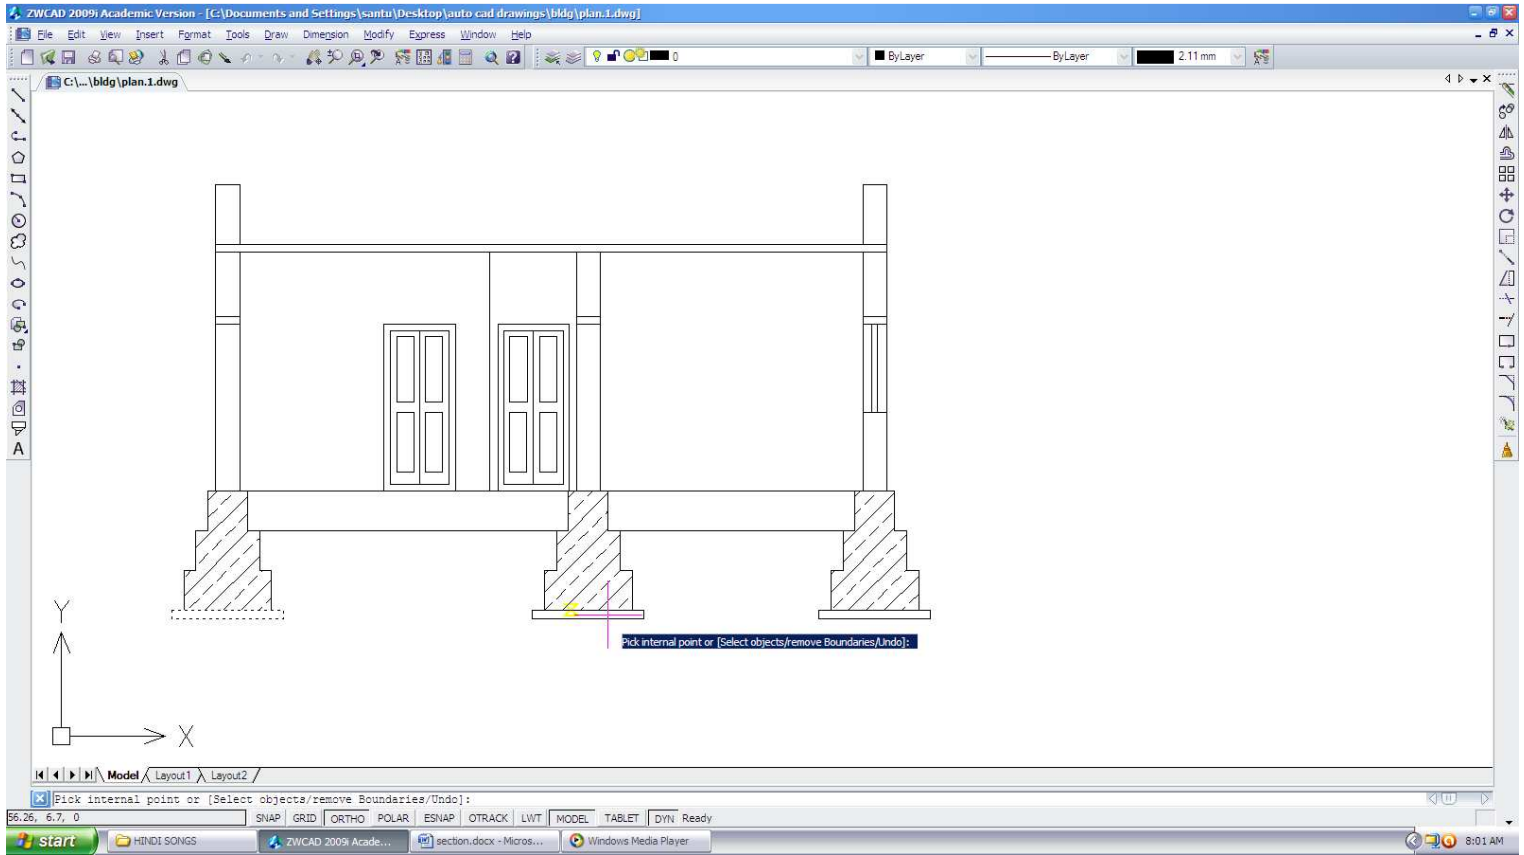 ZWCAD 2009i Academic Version - [C:\Documents and Settings\santu\Desktop\auto cad drawings\bldg\plan.1.dwg]
File Edit View Insert Format Tools Draw Dimension Modify Express Window Help
0 ByLayer ByLayer 2.11 mm
C:\...\bldg\plan.1.dwg
A
Pick internal point or [Select objects/remove Boundaries/Undo]:
Y
X
Model Layout1 Layout2
Pick internal point or [Select objects/remove Boundaries/Undo]:
56.26, 6.7, 0 SNAP GRID ORTHO POLAR ESNAP OTRACK LWT MODEL TABLET DYN Ready
start HINDI SONGS ZWCAD 2009i Acade... section.docx - Micros... Windows Media Player 8:01 AM